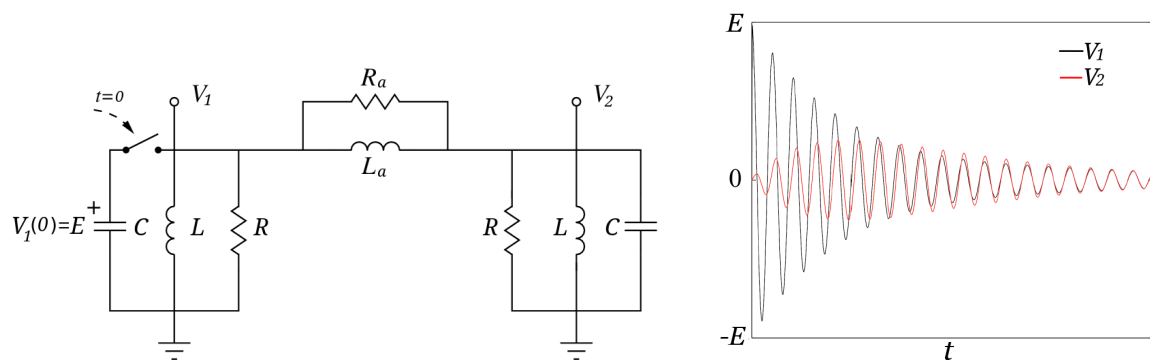 t=0
V₁
Rₐ
Lₐ
V₂
+
V₁(0)=E
C
L
R
R
L
C
E
0
-E
t
V₁
V₂